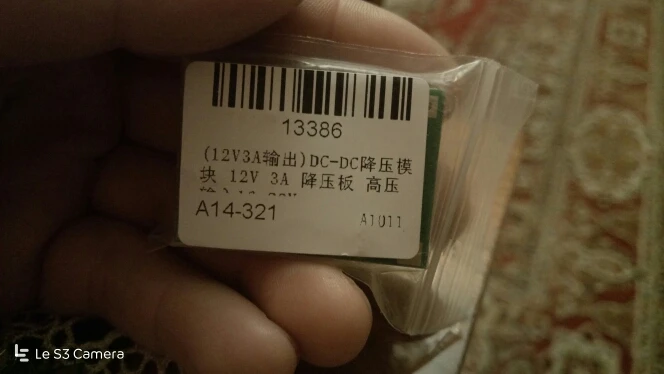 13386
(12V3A输出)DC-DC降压模
块 12V 3A 降压板 高压
A14-321
A1011
Le S3 Camera